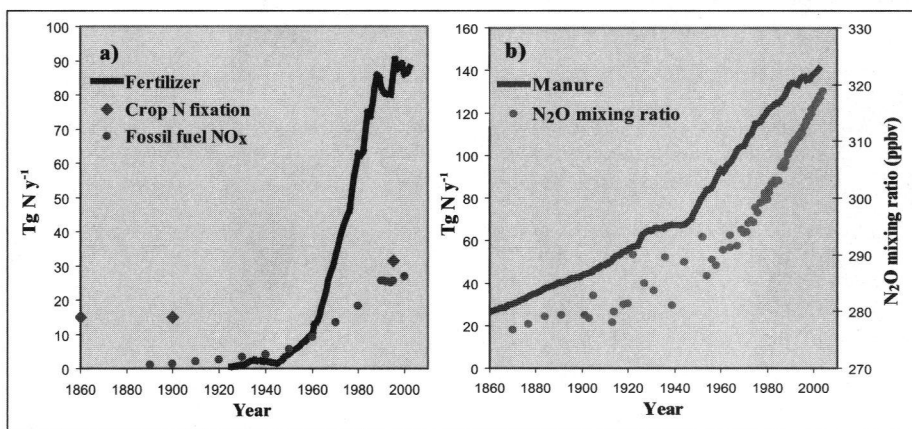 a)
Fertilizer
Crop N fixation
Fossil fuel NOx
Tg N y-1
100
90
80
70
60
50
40
30
20
10
0
1860 1880 1900 1920 1940 1960 1980 2000
Year
b)
Manure
N2O mixing ratio
Tg N y-1
160
140
120
100
80
60
40
20
0
1860 1880 1900 1920 1940 1960 1980 2000
Year
330
320
310
300
290
280
270
N2O mixing ratio (ppbv)